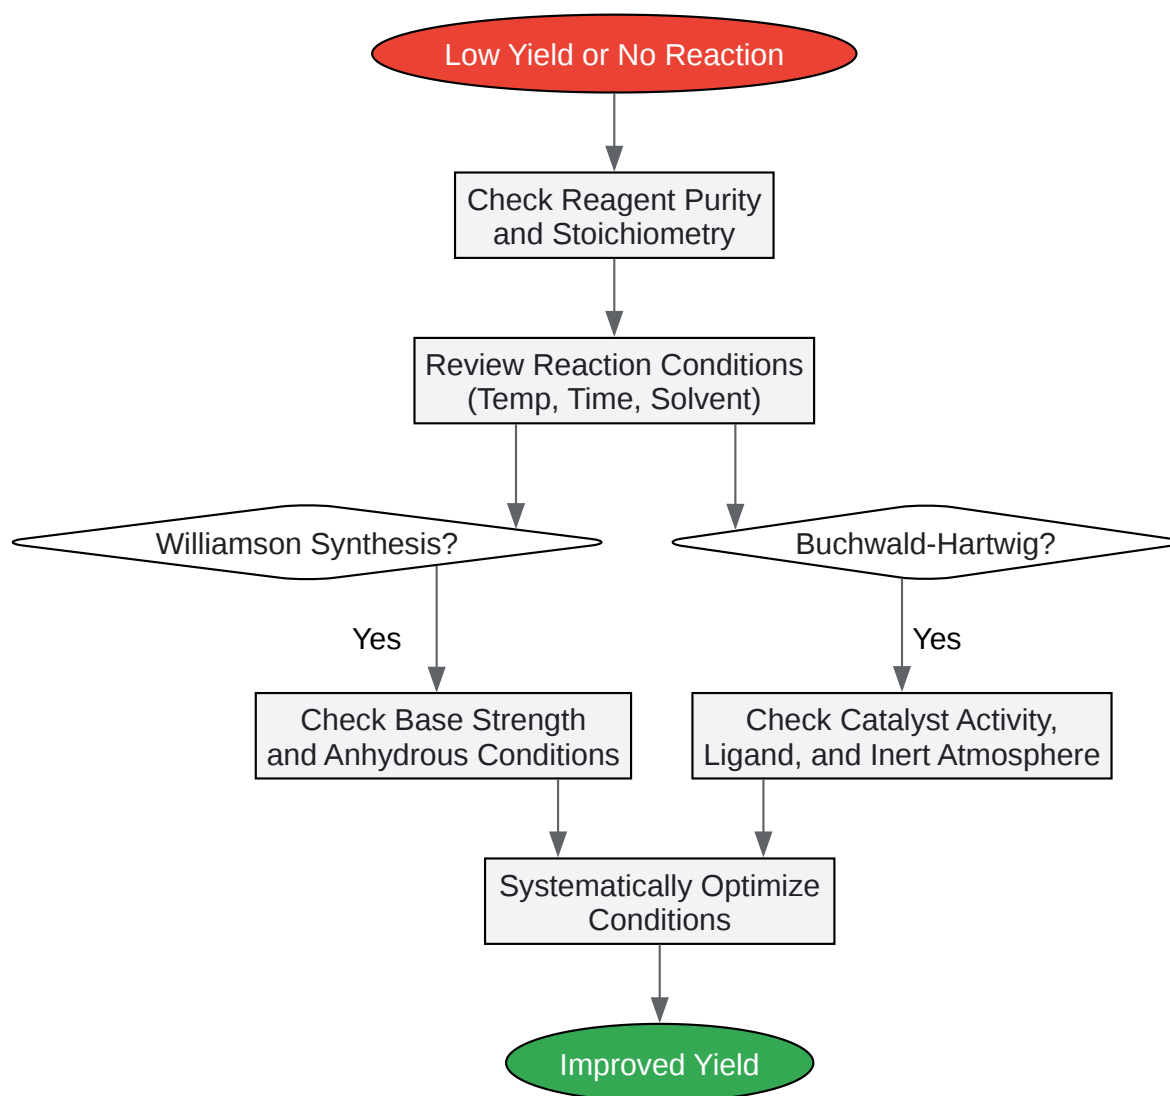 Low Yield or No Reaction
Check Reagent Purity
and Stoichiometry
Review Reaction Conditions
(Temp, Time, Solvent)
Williamson Synthesis?
Buchwald-Hartwig?
Yes
Yes
Check Base Strength
and Anhydrous Conditions
Check Catalyst Activity,
Ligand, and Inert Atmosphere
Systematically Optimize
Conditions
Improved Yield